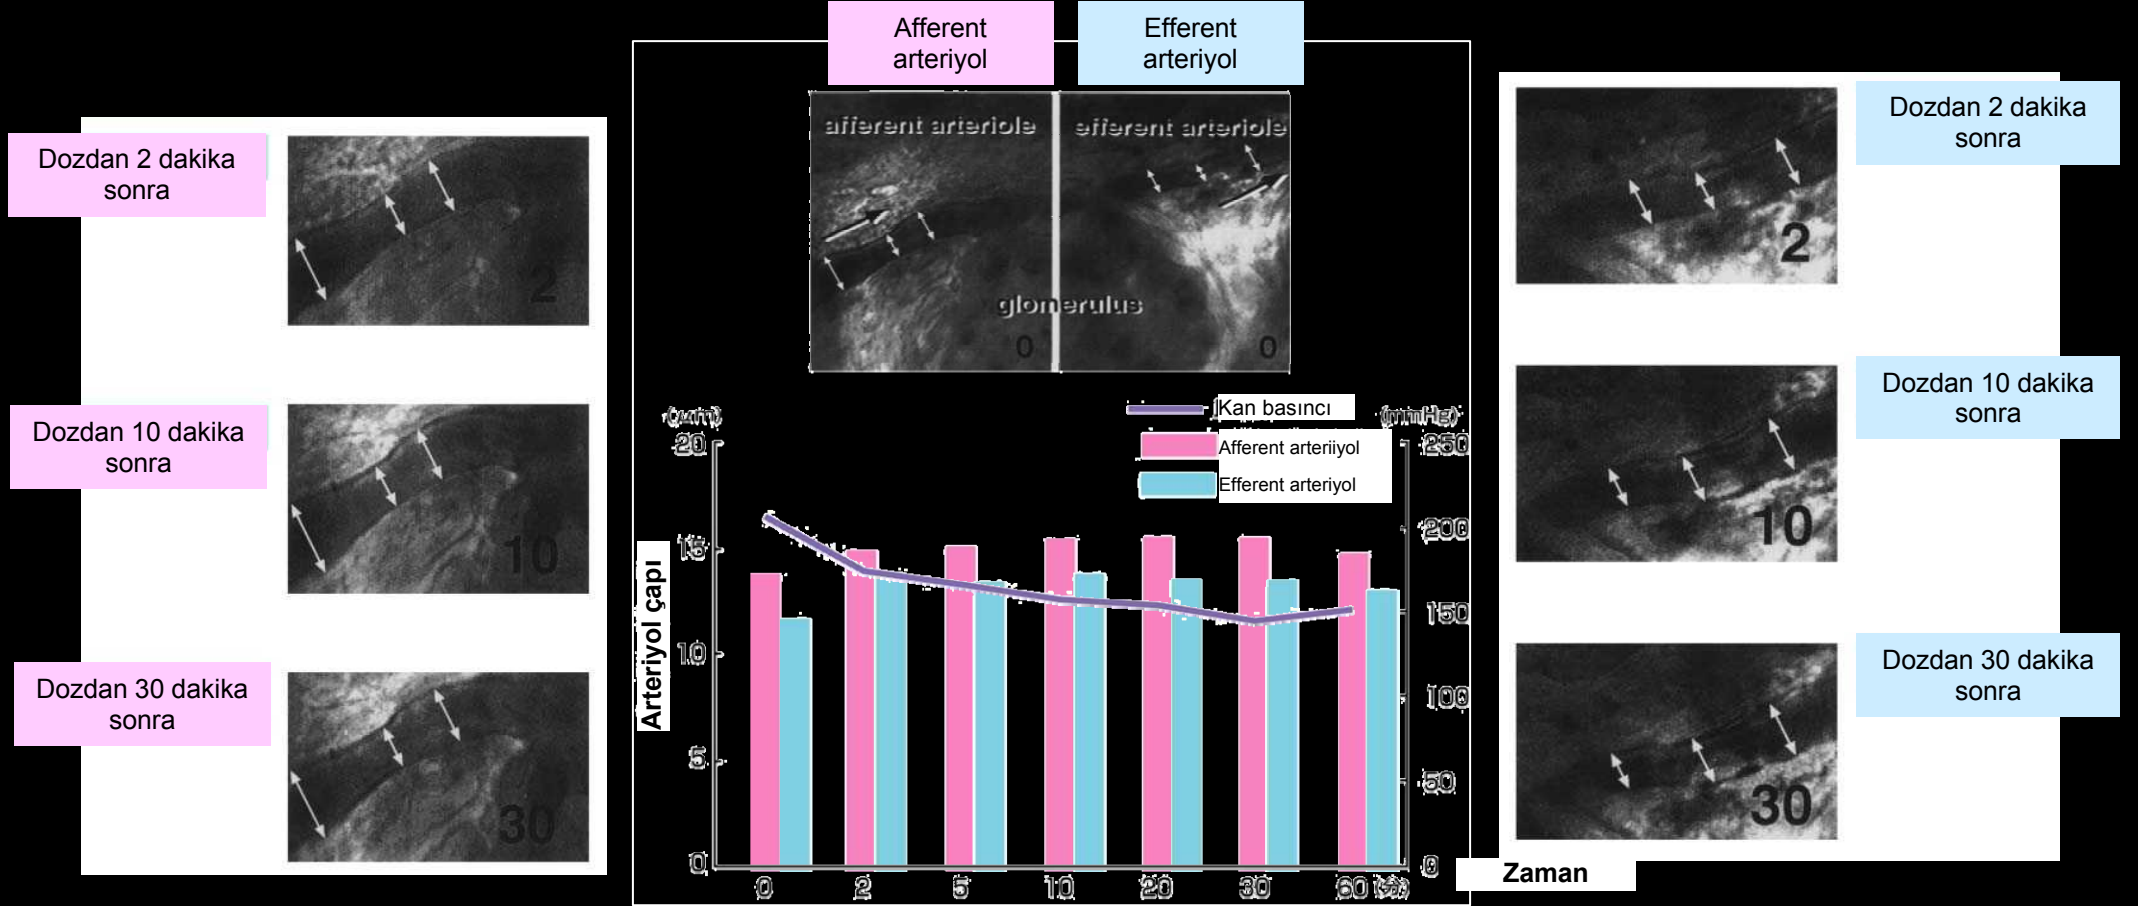 Afferent
arteriyol
Efferent
arteriyol
Dozdan 2 dakika
sonra
2
Dozdan 10 dakika
sonra
10
Dozdan 30 dakika
sonra
30
afferent arteriole
efferent arteriole
glomerulus
0
0
Kan basıncı
Afferent arteriiyol
Efferent arteriyol
(μm)
20
15
10
5
0
Arteriyol çapı
(mmHg)
250
200
150
100
50
0
0 2 5 10 20 30 60 (分)
Zaman
Dozdan 2 dakika
sonra
2
Dozdan 10 dakika
sonra
10
Dozdan 30 dakika
sonra
30